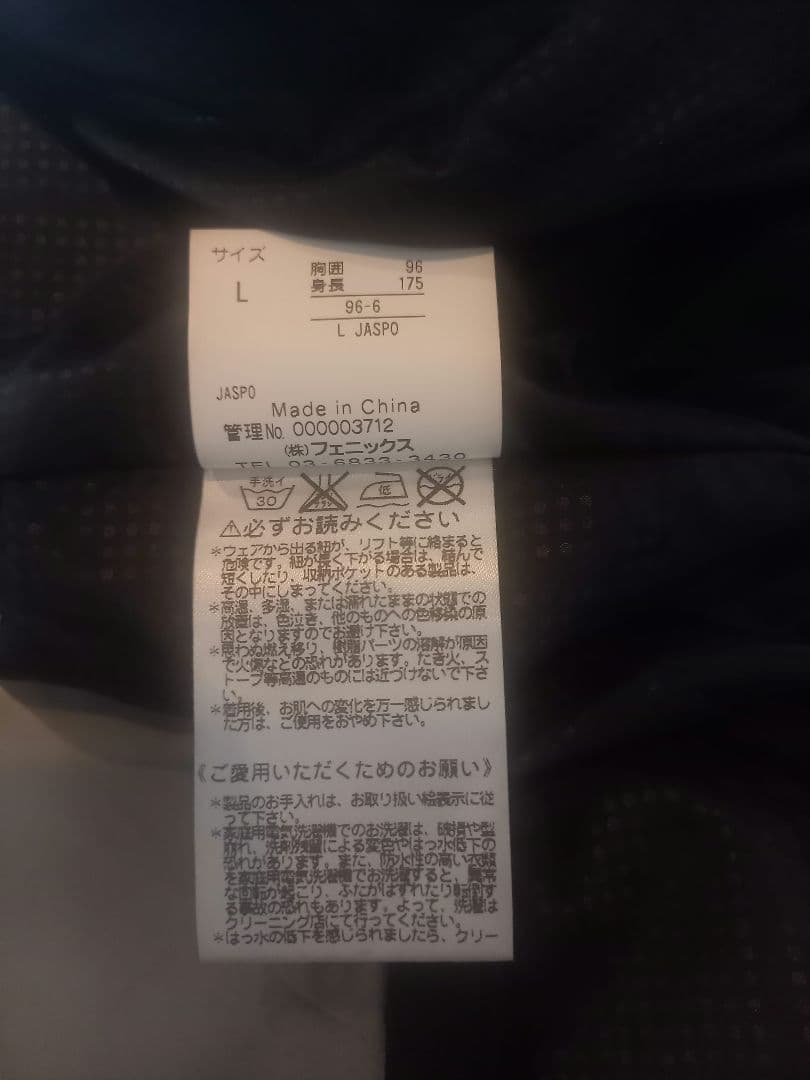 サイズ
L
胸囲 96
身長 175
96-6
L JASPO
JASPO
Made in China
管理No. 000003712
(株)フェニックス
TEL 03-6833-3430
手洗イ
30
低
ドライ
⚠必ずお読みください
*ウェアから出る紐が、リフト等に絡まると
危険です。紐が長く下がる場合は、縮んで
短くしたり、収納ポケットのある製品は、
その中にしまってください。
*高温、多湿、または濡れたままの状態での
放置は、色泣き、他のものへの色移染の原
因となりますのでお避け下さい。
*思わぬ燃え移り、樹脂パーツの溶解が原因
で火傷などの恐れがあります。たき火、ス
トーブ等高温のものには近づけないで下さ
い。
*着用後、お肌への変化を万一感じられまし
た方は、ご使用をおやめ下さい。
《ご愛用いただくためのお願い》
*製品のお手入れは、お取り扱い絵表示に従
って下さい。
*家庭用電気洗濯機でのお洗濯は、破損や型
崩れ、洗剤残留による変色やはっ水低下の
恐れがあります。また、防水性の高い衣類
を家庭用電気洗濯機でお洗濯すると、異常
な回転が起こり、ふたがはずれたり転倒す
る事故の恐れもあります。よって、洗濯は
クリーニング店にて行ってください。
*はっ水の低下を感じられましたら、クリー